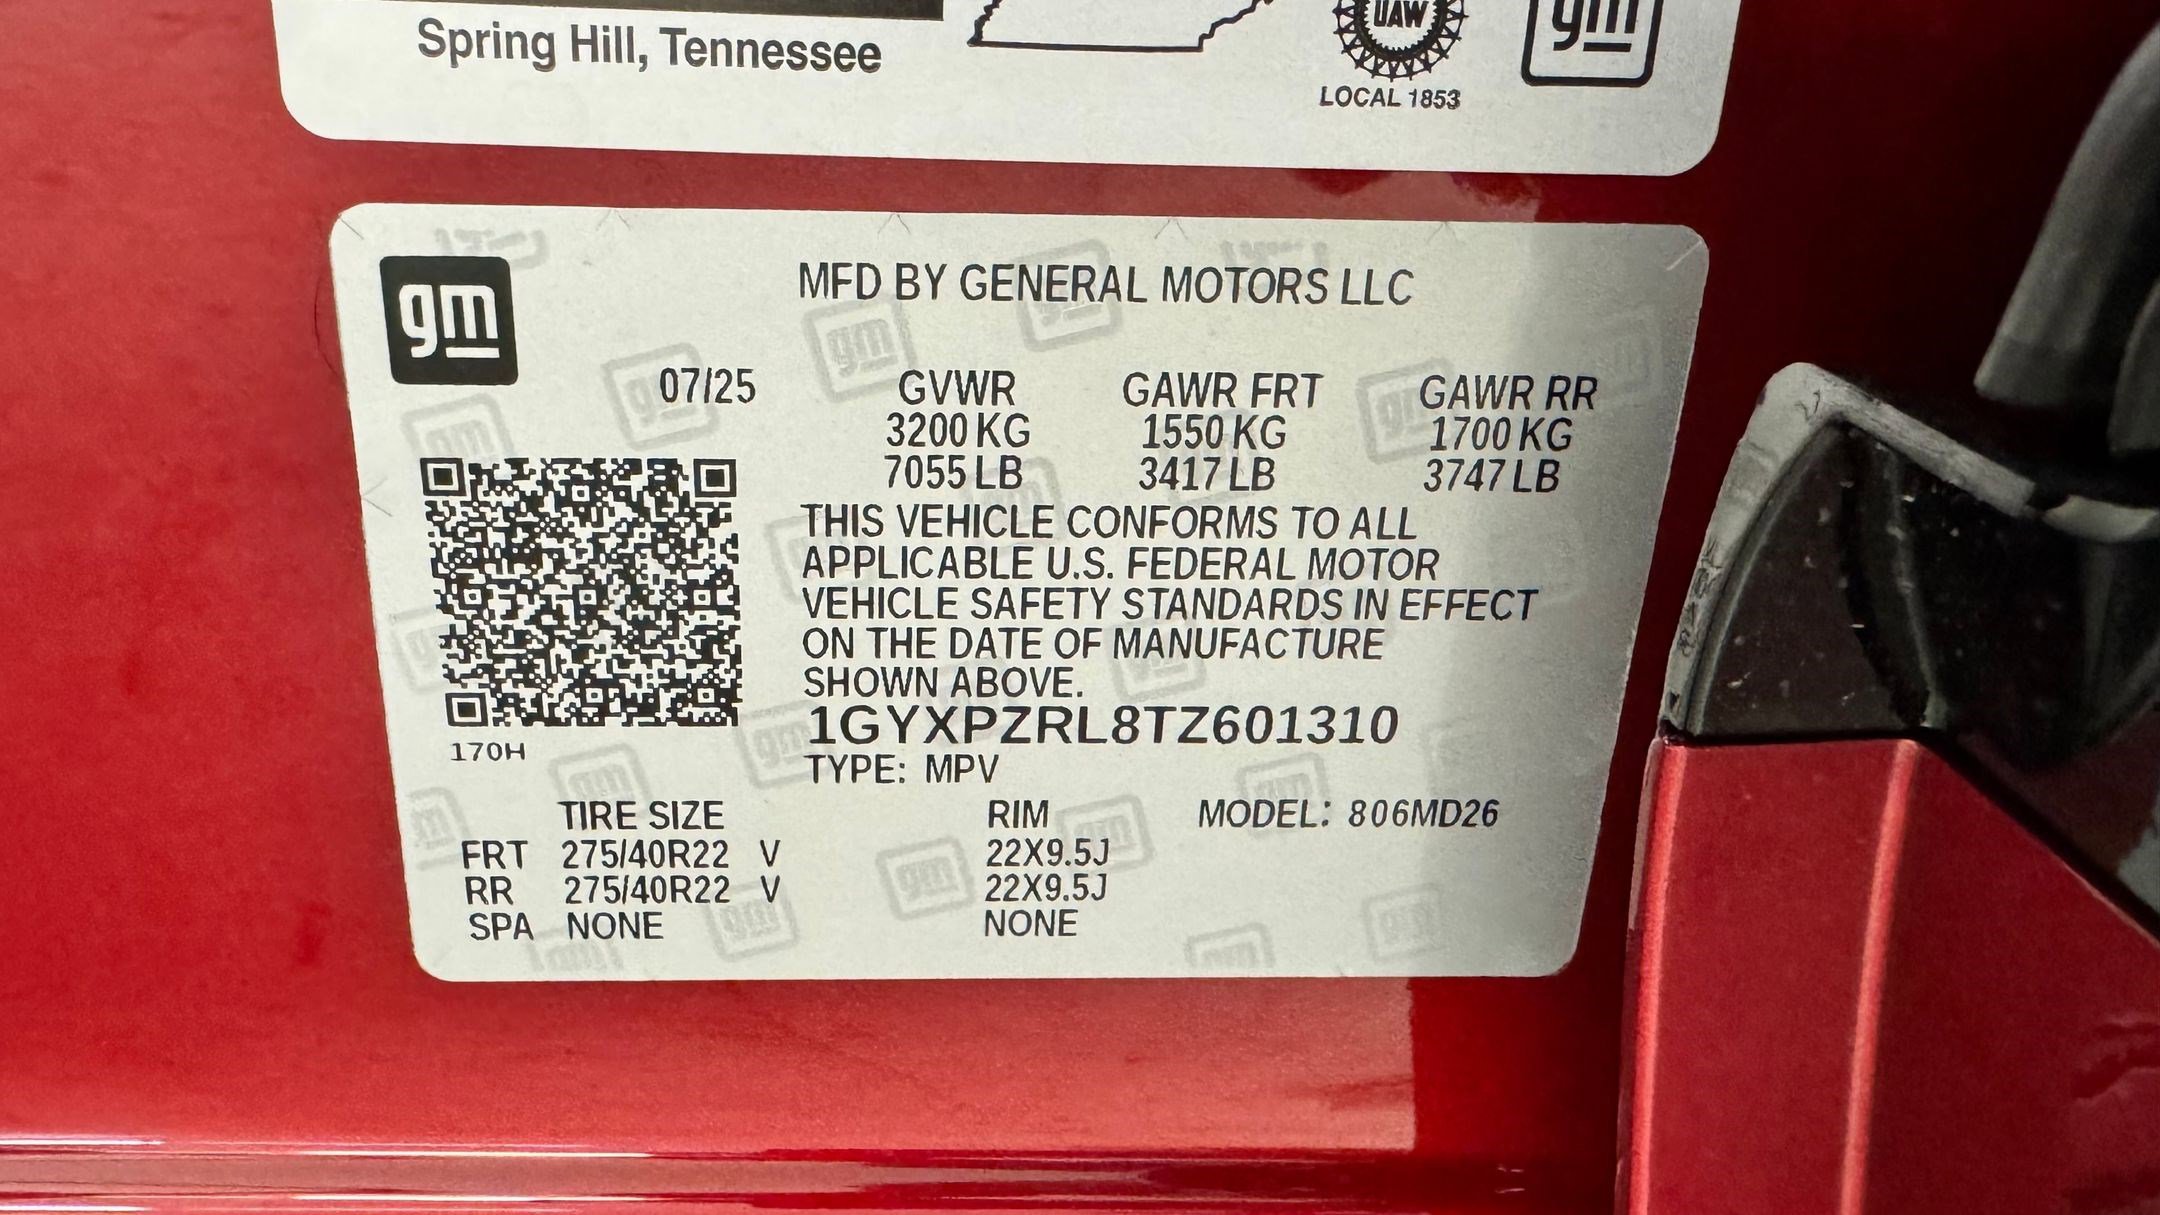 Spring Hill, Tennessee
UAW
LOCAL 1853
gm
gm
MFD BY GENERAL MOTORS LLC
07/25 GVWR GAWR FRT GAWR RR
3200 KG 1550 KG 1700 KG
7055 LB 3417 LB 3747 LB
THIS VEHICLE CONFORMS TO ALL
APPLICABLE U.S. FEDERAL MOTOR
VEHICLE SAFETY STANDARDS IN EFFECT
ON THE DATE OF MANUFACTURE
SHOWN ABOVE.
1GYXPZRL8TZ601310
170H
TYPE: MPV
TIRE SIZE RIM MODEL: 806MD26
FRT 275/40R22 V 22X9.5J
RR 275/40R22 V 22X9.5J
SPA NONE NONE